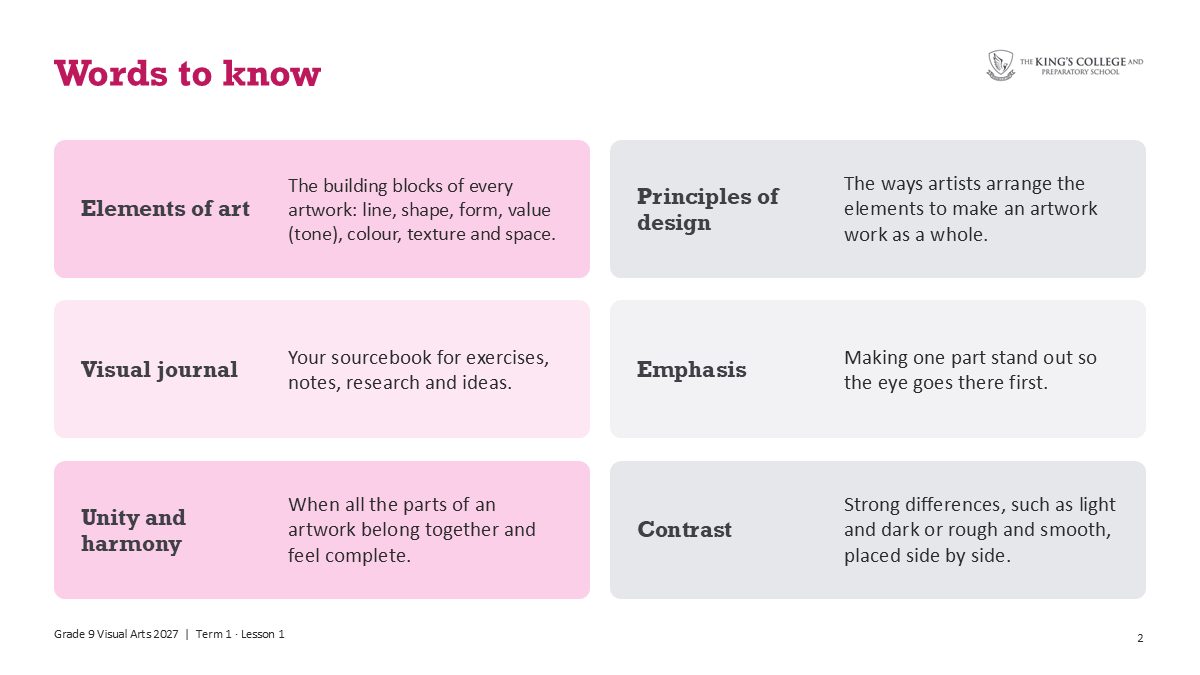 Words to know
THE KING'S COLLEGE AND
PREPARATORY SCHOOL
Elements of art
The building blocks of every
artwork: line, shape, form, value
(tone), colour, texture and space.
Principles of
design
The ways artists arrange the
elements to make an artwork
work as a whole.
Visual journal
Your sourcebook for exercises,
notes, research and ideas.
Emphasis
Making one part stand out so
the eye goes there first.
Unity and
harmony
When all the parts of an
artwork belong together and
feel complete.
Contrast
Strong differences, such as light
and dark or rough and smooth,
placed side by side.
Grade 9 Visual Arts 2027 | Term 1 · Lesson 1
2